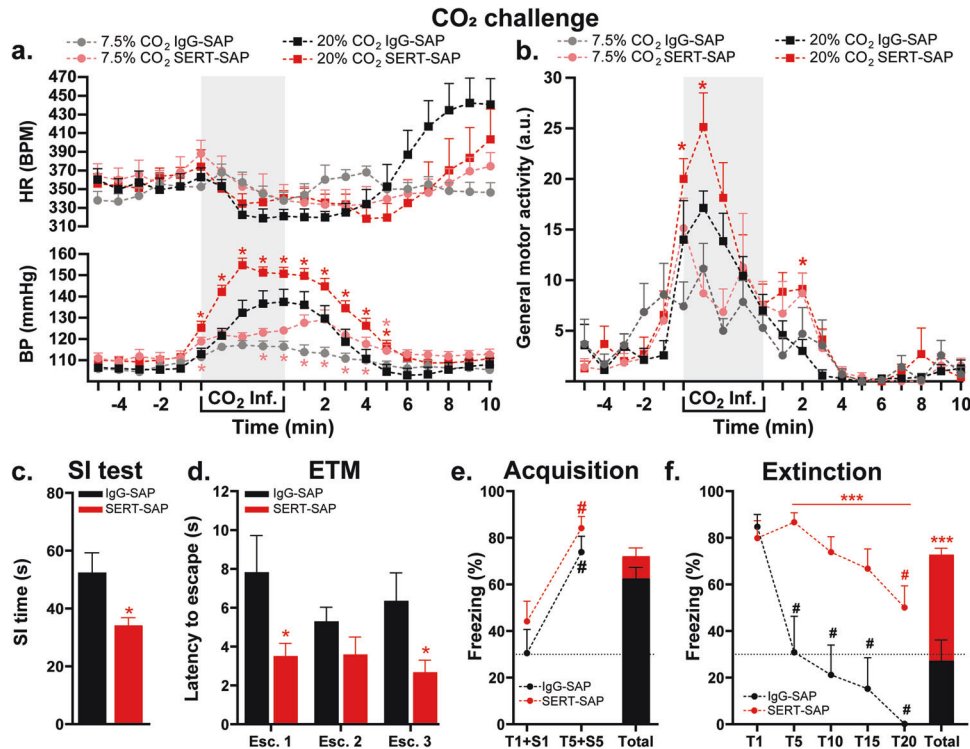 CO₂ challenge
a.
7.5% CO₂ IgG-SAP
20% CO₂ IgG-SAP
7.5% CO₂ SERT-SAP
20% CO₂ SERT-SAP
HR (BPM)
470
450
430
410
390
370
350
330
310
BP (mmHg)
160
150
140
130
120
110
* * * * * * * * * * *
* * * * * *
-4 -2 2 4 6 8 10
CO₂ Inf.
Time (min)
b.
7.5% CO₂ IgG-SAP
20% CO₂ IgG-SAP
7.5% CO₂ SERT-SAP
20% CO₂ SERT-SAP
General motor activity (a.u.)
30
25
20
15
10
5
* * *
-4 -2 2 4 6 8 10
CO₂ Inf.
Time (min)
c. SI test
IgG-SAP
SERT-SAP
SI time (s)
80
60
40
20
0
*
d. ETM
IgG-SAP
SERT-SAP
Latency to escape (s)
12
10
8
6
4
2
0
* *
Esc. 1 Esc. 2 Esc. 3
e. Acquisition
Freezing (%)
100
80
60
40
20
0
#
#
IgG-SAP
SERT-SAP
T1+S1 T5+S5 Total
f. Extinction
Freezing (%)
100
80
60
40
20
0
***
***
#
# # # #
IgG-SAP
SERT-SAP
T1 T5 T10 T15 T20 Total